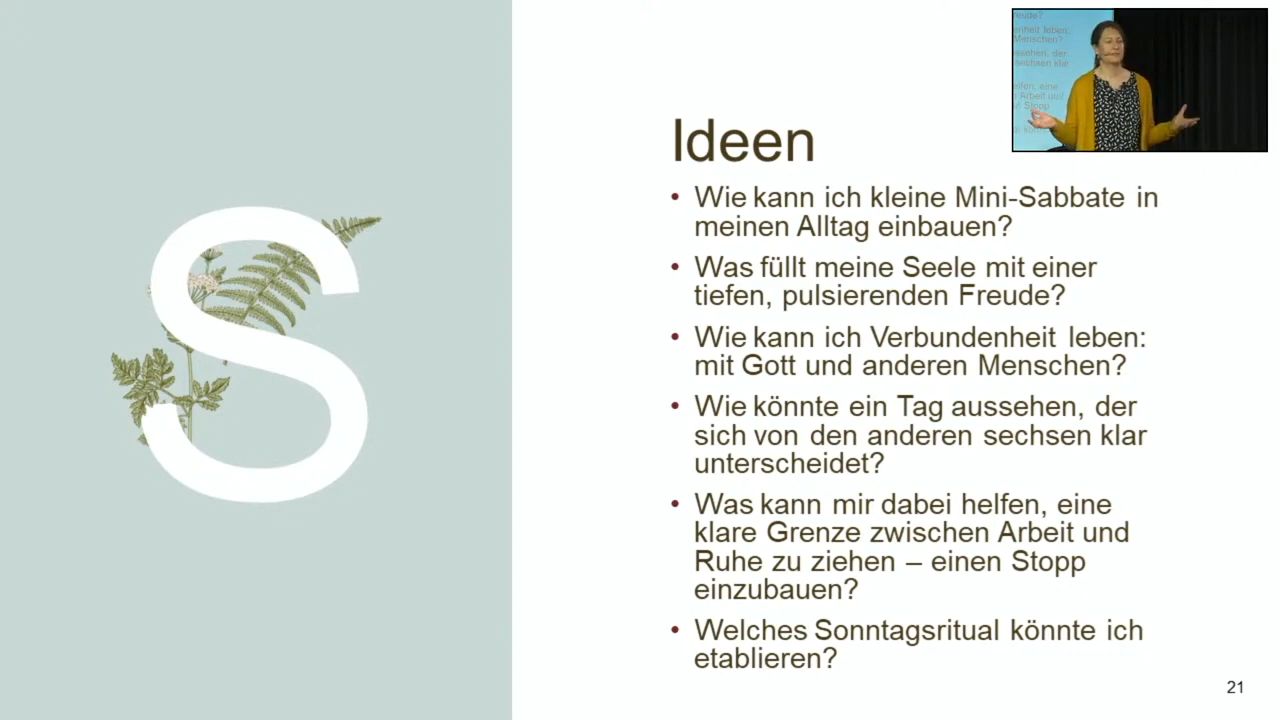 Ideen
• Wie kann ich kleine Mini-Sabbate in
meinen Alltag einbauen?
• Was füllt meine Seele mit einer
tiefen, pulsierenden Freude?
• Wie kann ich Verbundenheit leben:
mit Gott und anderen Menschen?
• Wie könnte ein Tag aussehen, der
sich von den anderen sechsen klar
unterscheidet?
• Was kann mir dabei helfen, eine
klare Grenze zwischen Arbeit und
Ruhe zu ziehen – einen Stopp
einzubauen?
• Welches Sonntagsritual könnte ich
etablieren?
21
S